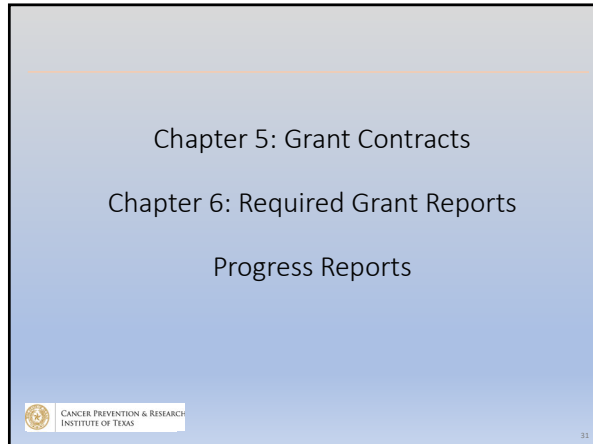 Chapter 5: Grant Contracts
Chapter 6: Required Grant Reports
Progress Reports
CANCER PREVENTION & RESEARCH
INSTITUTE OF TEXAS
31